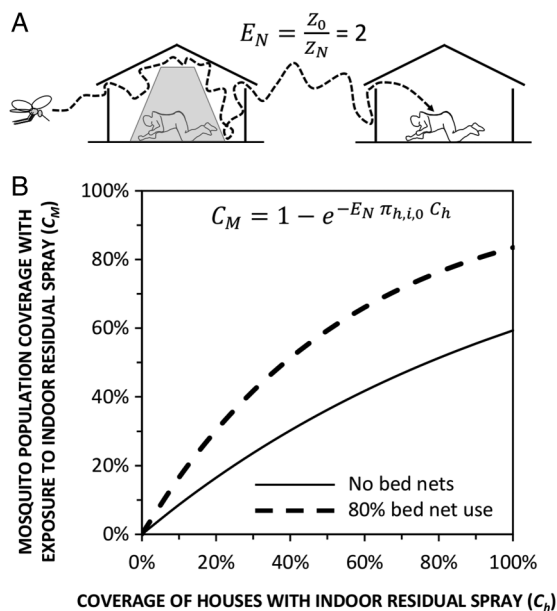 A
E_N = Z_0 / Z_N = 2
B
C_M = 1 − e^{−E_N π_{h,i,0} C_h}
MOSQUITO POPULATION COVERAGE WITH
EXPOSURE TO INDOOR RESIDUAL SPRAY (C_M)
100%
80%
60%
40%
20%
0%
No bed nets
80% bed net use
0% 20% 40% 60% 80% 100%
COVERAGE OF HOUSES WITH INDOOR RESIDUAL SPRAY (C_h)